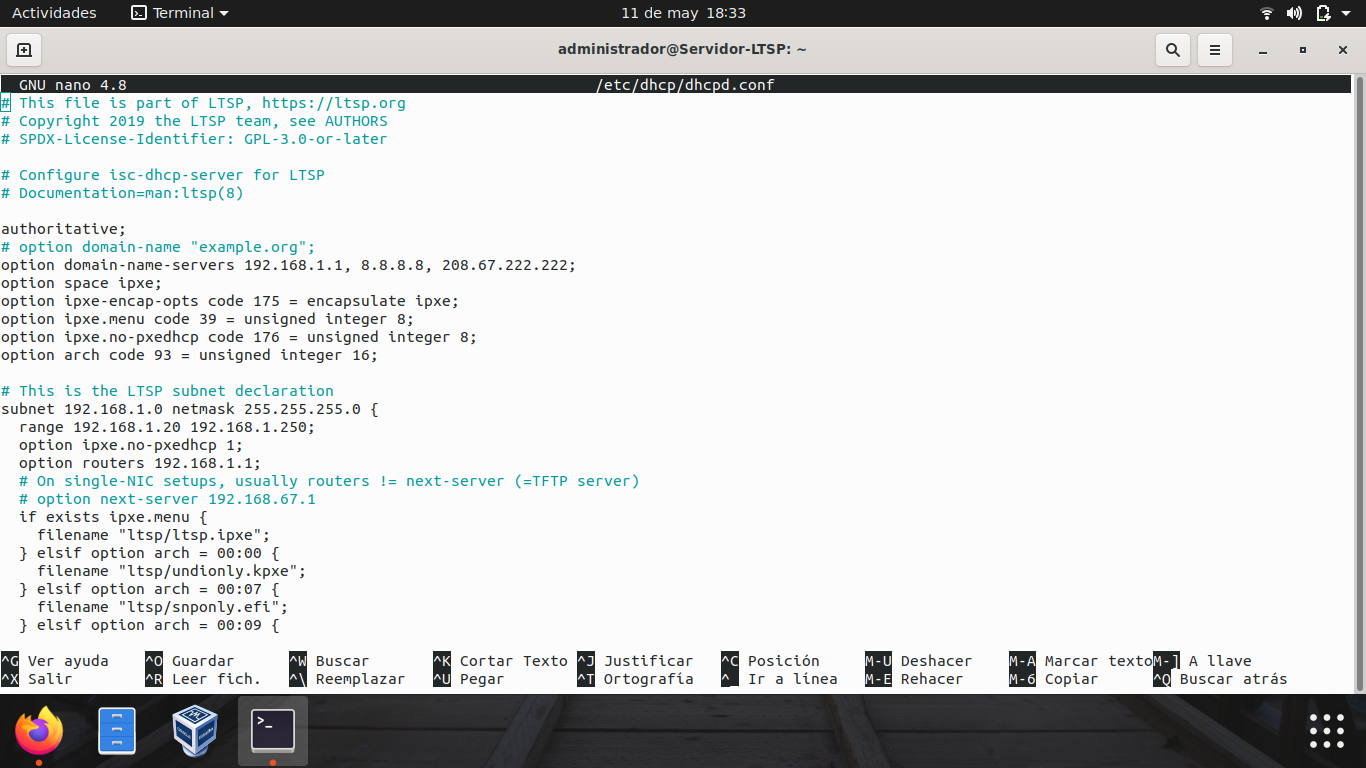 Actividades Terminal 11 de may 18:33
administrador@Servidor-LTSP: ~
GNU nano 4.8 /etc/dhcp/dhcpd.conf
# This file is part of LTSP, https://ltsp.org
# Copyright 2019 the LTSP team, see AUTHORS
# SPDX-License-Identifier: GPL-3.0-or-later
# Configure isc-dhcp-server for LTSP
# Documentation=man:ltsp(8)
authoritative;
# option domain-name "example.org";
option domain-name-servers 192.168.1.1, 8.8.8.8, 208.67.222.222;
option space ipxe;
option ipxe-encap-opts code 175 = encapsulate ipxe;
option ipxe.menu code 39 = unsigned integer 8;
option ipxe.no-pxedhcp code 176 = unsigned integer 8;
option arch code 93 = unsigned integer 16;
# This is the LTSP subnet declaration
subnet 192.168.1.0 netmask 255.255.255.0 {
  range 192.168.1.20 192.168.1.250;
  option ipxe.no-pxedhcp 1;
  option routers 192.168.1.1;
  # On single-NIC setups, usually routers != next-server (=TFTP server)
  # option next-server 192.168.67.1
  if exists ipxe.menu {
    filename "ltsp/ltsp.ipxe";
  } elsif option arch = 00:00 {
    filename "ltsp/undionly.kpxe";
  } elsif option arch = 00:07 {
    filename "ltsp/snponly.efi";
  } elsif option arch = 00:09 {
^G Ver ayuda ^O Guardar ^W Buscar ^K Cortar Texto ^J Justificar ^C Posición M-U Deshacer M-A Marcar texto M-] A llave
^X Salir ^R Leer fich. ^\ Reemplazar ^U Pegar ^T Ortografía ^_ Ir a línea M-E Rehacer M-6 Copiar ^Q Buscar atrás